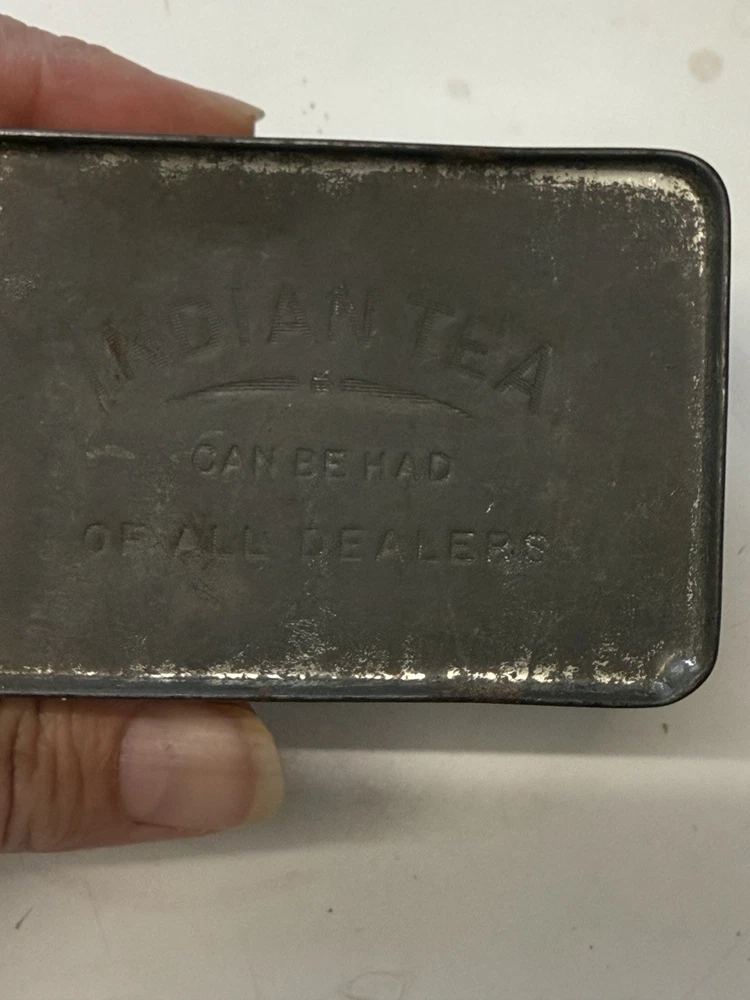 INDIAN TEA
CAN BE HAD
OF ALL DEALERS